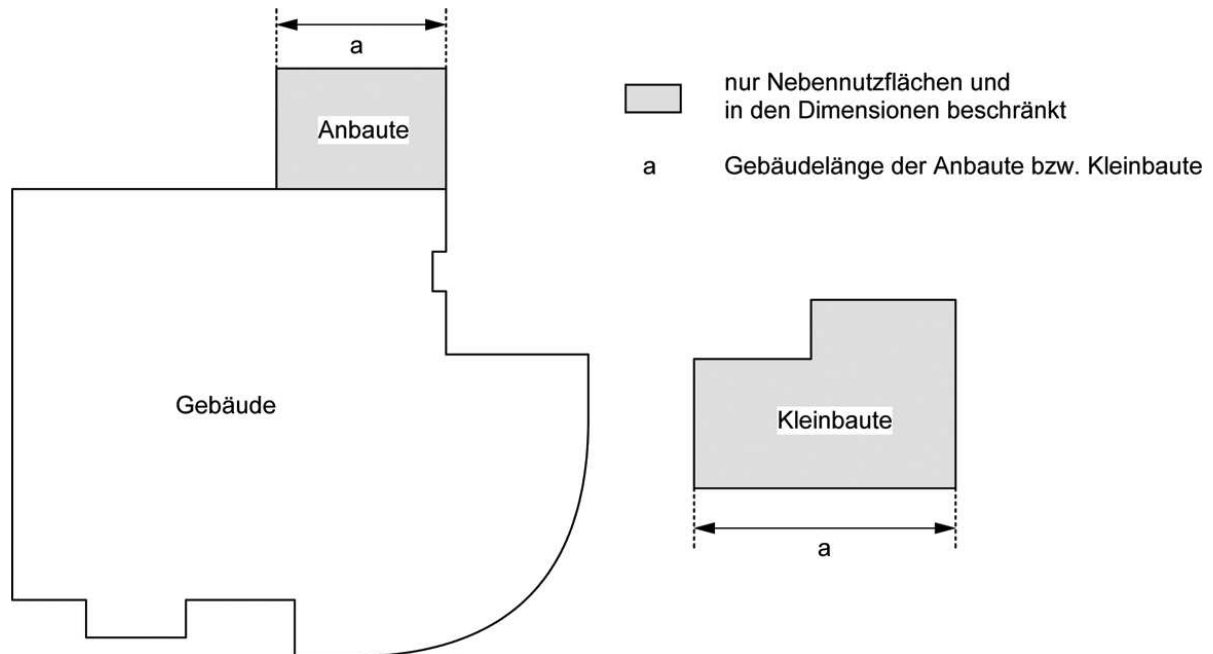 a
Anbaute
nur Nebennutzflächen und
in den Dimensionen beschränkt
a Gebäudelänge der Anbaute bzw. Kleinbaute
Gebäude
Kleinbaute
a